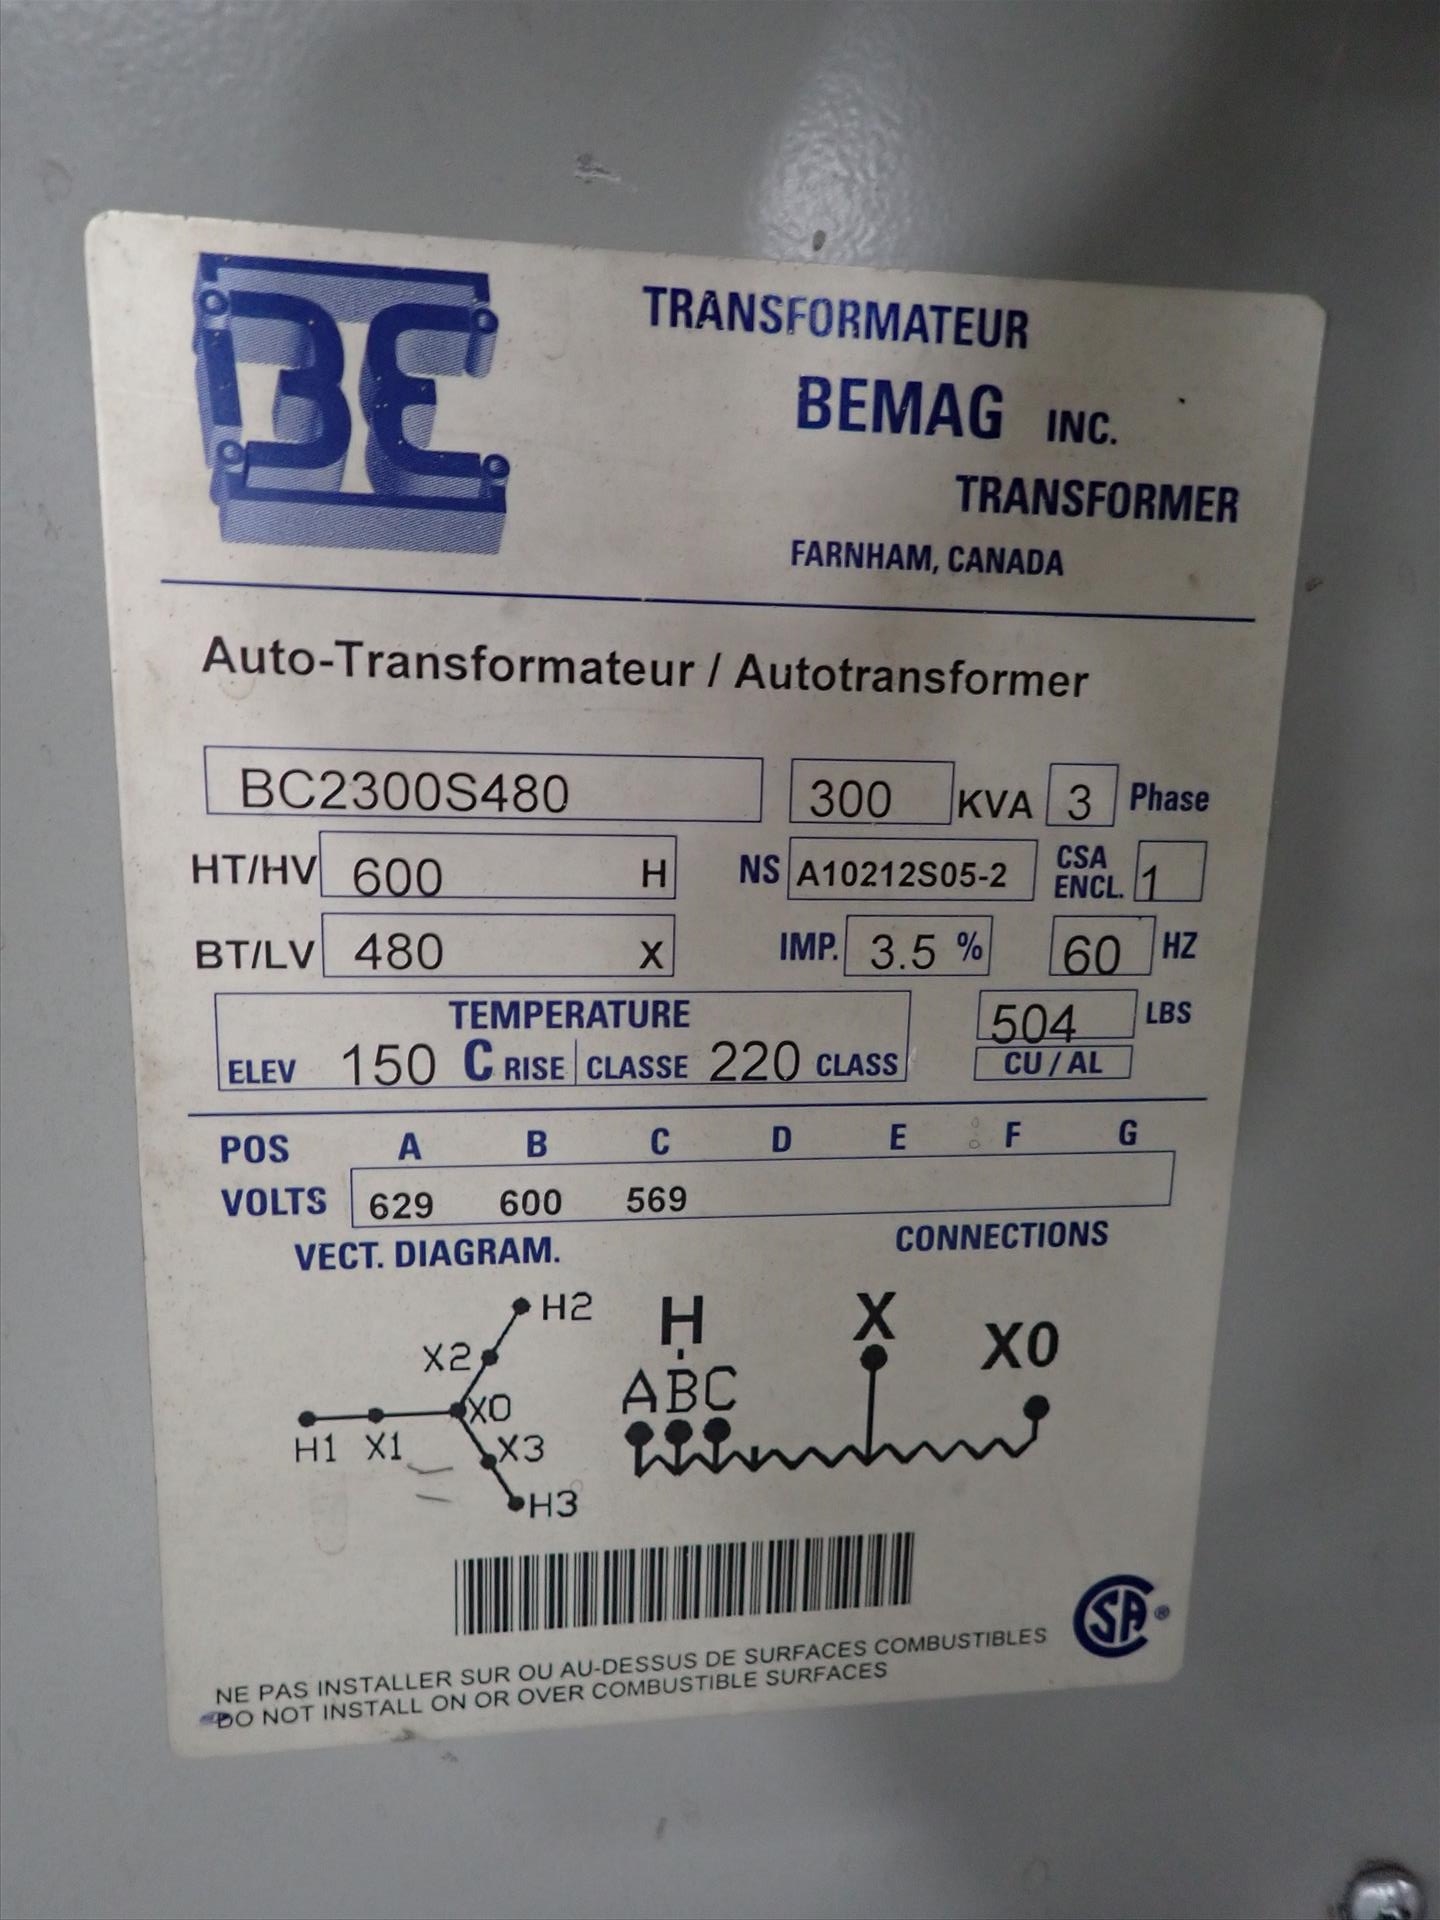 BE
TRANSFORMATEUR
BEMAG INC.
TRANSFORMER
FARNHAM, CANADA
Auto-Transformateur / Autotransformer
BC2300S480 300 KVA 3 Phase
HT/HV 600 H NS A10212S05-2 CSA ENCL. 1
BT/LV 480 X IMP. 3.5 % 60 HZ
TEMPERATURE 504 LBS
ELEV 150 C RISE CLASSE 220 CLASS CU / AL
POS A B C D E F G
VOLTS 629 600 569
VECT. DIAGRAM. CONNECTIONS
H2 H X X0
X2 ABC
X0
H1 X1 X3
H3
CSA ®
NE PAS INSTALLER SUR OU AU-DESSUS DE SURFACES COMBUSTIBLES
DO NOT INSTALL ON OR OVER COMBUSTIBLE SURFACES